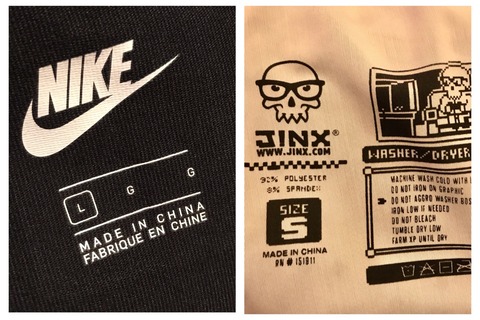 NIKE
L G G
MADE IN CHINA
FABRIQUE EN CHINE
JINX®
WWW.JINX.COM
92% POLYESTER
8% SPANDEX
SIZE
S
MADE IN CHINA
RN # 151811
WASHER/DRYER
MACHINE WASH COLD WITH
DO NOT IRON ON GRAPHIC
DO NOT AGGRO WASHER BOSS
IRON LOW IF NEEDED
DO NOT BLEACH
TUMBLE DRY LOW
FARM XP UNTIL DRY